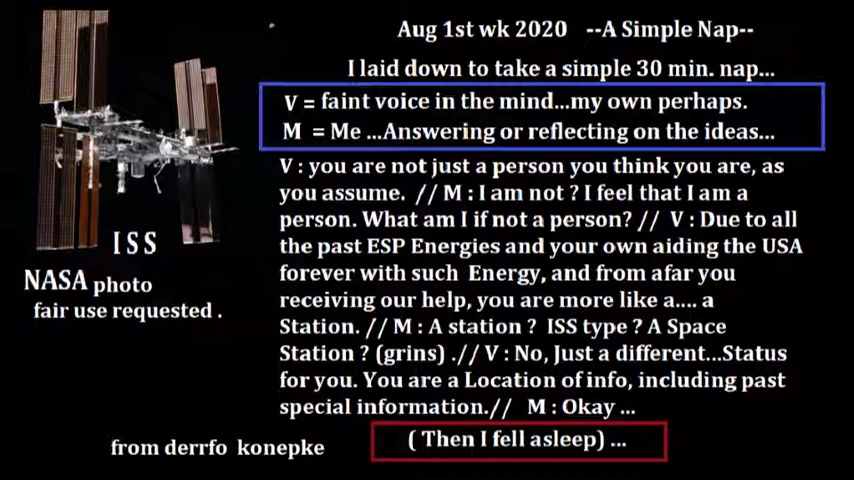 Aug 1st wk 2020 --A Simple Nap--
I laid down to take a simple 30 min. nap...
V = faint voice in the mind...my own perhaps.
M = Me ...Answering or reflecting on the ideas...
V : you are not just a person you think you are, as
you assume. // M : I am not ? I feel that I am a
person. What am I if not a person? // V : Due to all
the past ESP Energies and your own aiding the USA
forever with such Energy, and from afar you
receiving our help, you are more like a.... a
Station. // M : A station ? ISS type ? A Space
Station ? (grins) .// V : No, Just a different...Status
for you. You are a Location of info, including past
special information.// M : Okay ...
( Then I fell asleep) ...
I S S
NASA photo
fair use requested .
from derrfo konepke